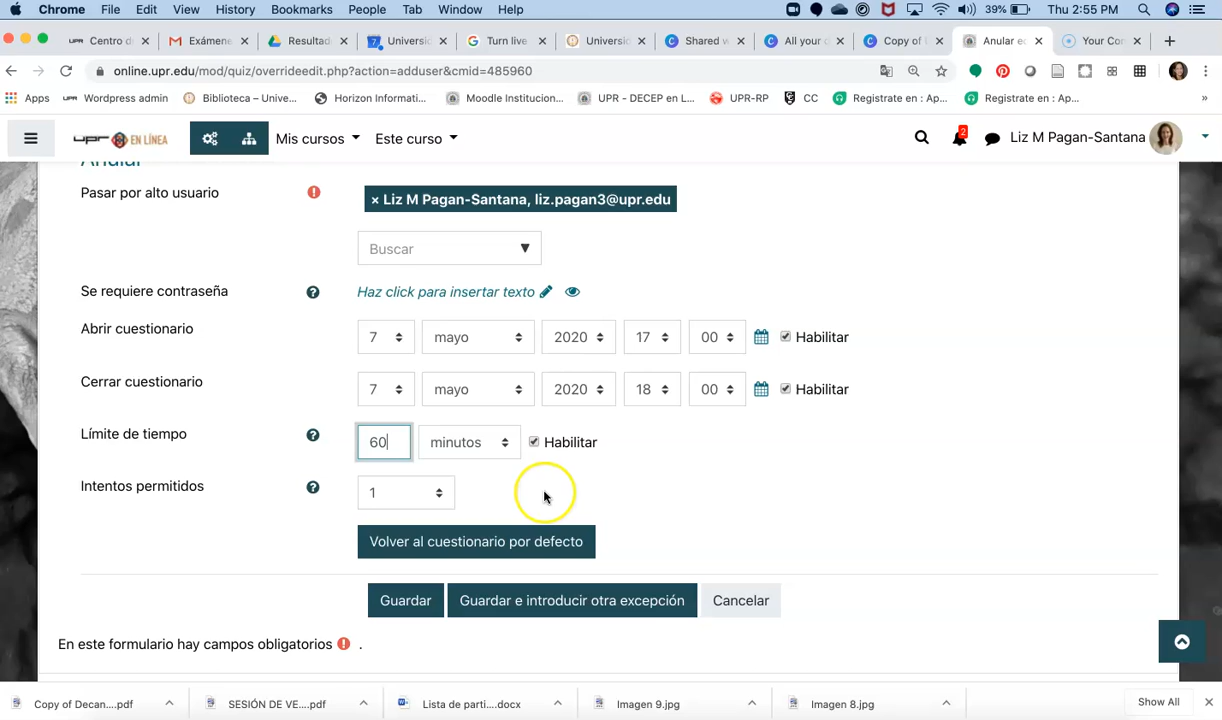 Chrome File Edit View History Bookmarks People Tab Window Help 39% Thu 2:55 PM
Centro d Exámene Resultad Universi Turn live Universi Shared w All your d Copy of l Anular e Your Con
online.upr.edu/mod/quiz/overrideedit.php?action=adduser&cmid=485960
Apps Wordpress admin Biblioteca – Unive... Horizon Informati... Moodle Institucion... UPR - DECEP en L... UPR-RP CC Registrate en : Ap... Registrate en : Ap... »
upr EN LÍNEA Mis cursos Este curso 2 Liz M Pagan-Santana
Anular
Pasar por alto usuario × Liz M Pagan-Santana, liz.pagan3@upr.edu
Buscar ▼
Se requiere contraseña Haz click para insertar texto
Abrir cuestionario 7 mayo 2020 17 00 Habilitar
Cerrar cuestionario 7 mayo 2020 18 00 Habilitar
Límite de tiempo 60 minutos Habilitar
Intentos permitidos 1
Volver al cuestionario por defecto
Guardar Guardar e introducir otra excepción Cancelar
En este formulario hay campos obligatorios .
Copy of Decan....pdf SESIÓN DE VE....pdf Lista de parti....docx Imagen 9.jpg Imagen 8.jpg Show All